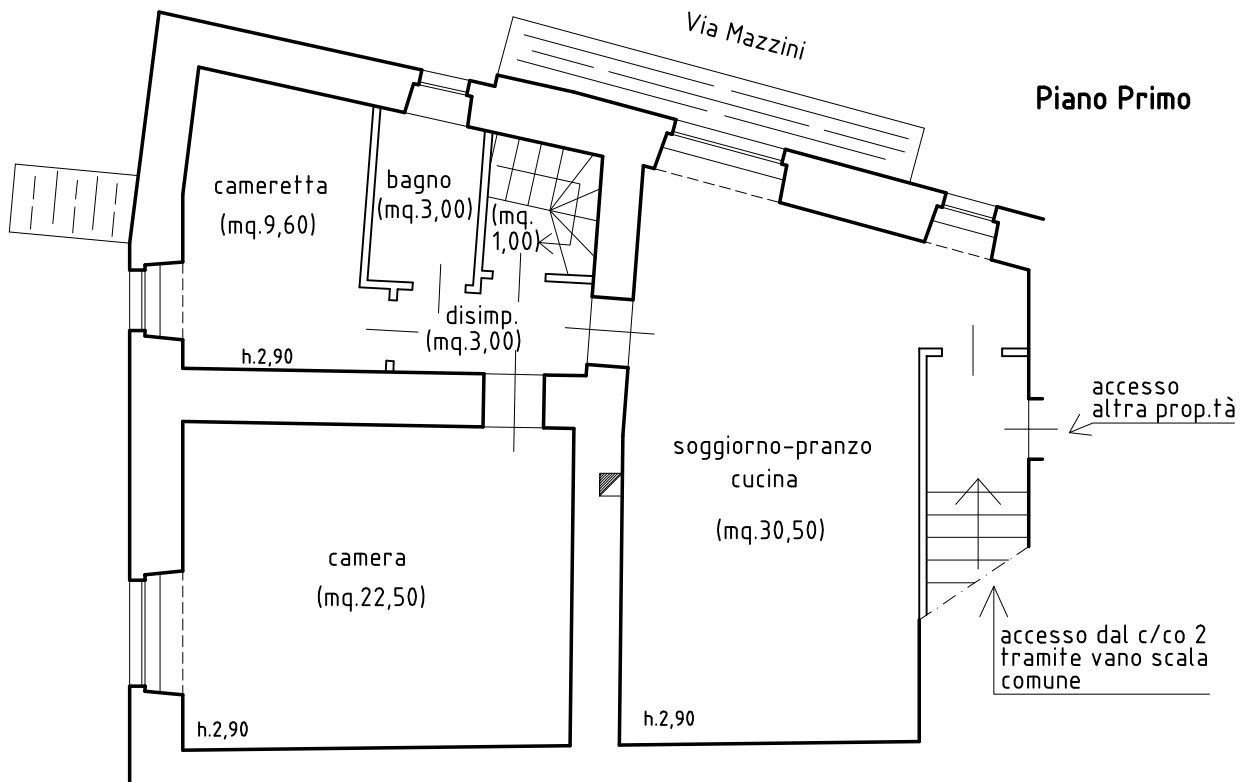 Via Mazzini
Piano Primo
cameretta
(mq.9,60)
bagno
(mq.3,00)
(mq.
1,00)
disimp.
(mq.3,00)
h.2,90
accesso
altra prop.tà
soggiorno-pranzo
cucina
(mq.30,50)
camera
(mq.22,50)
accesso dal c/co 2
tramite vano scala
comune
h.2,90
h.2,90